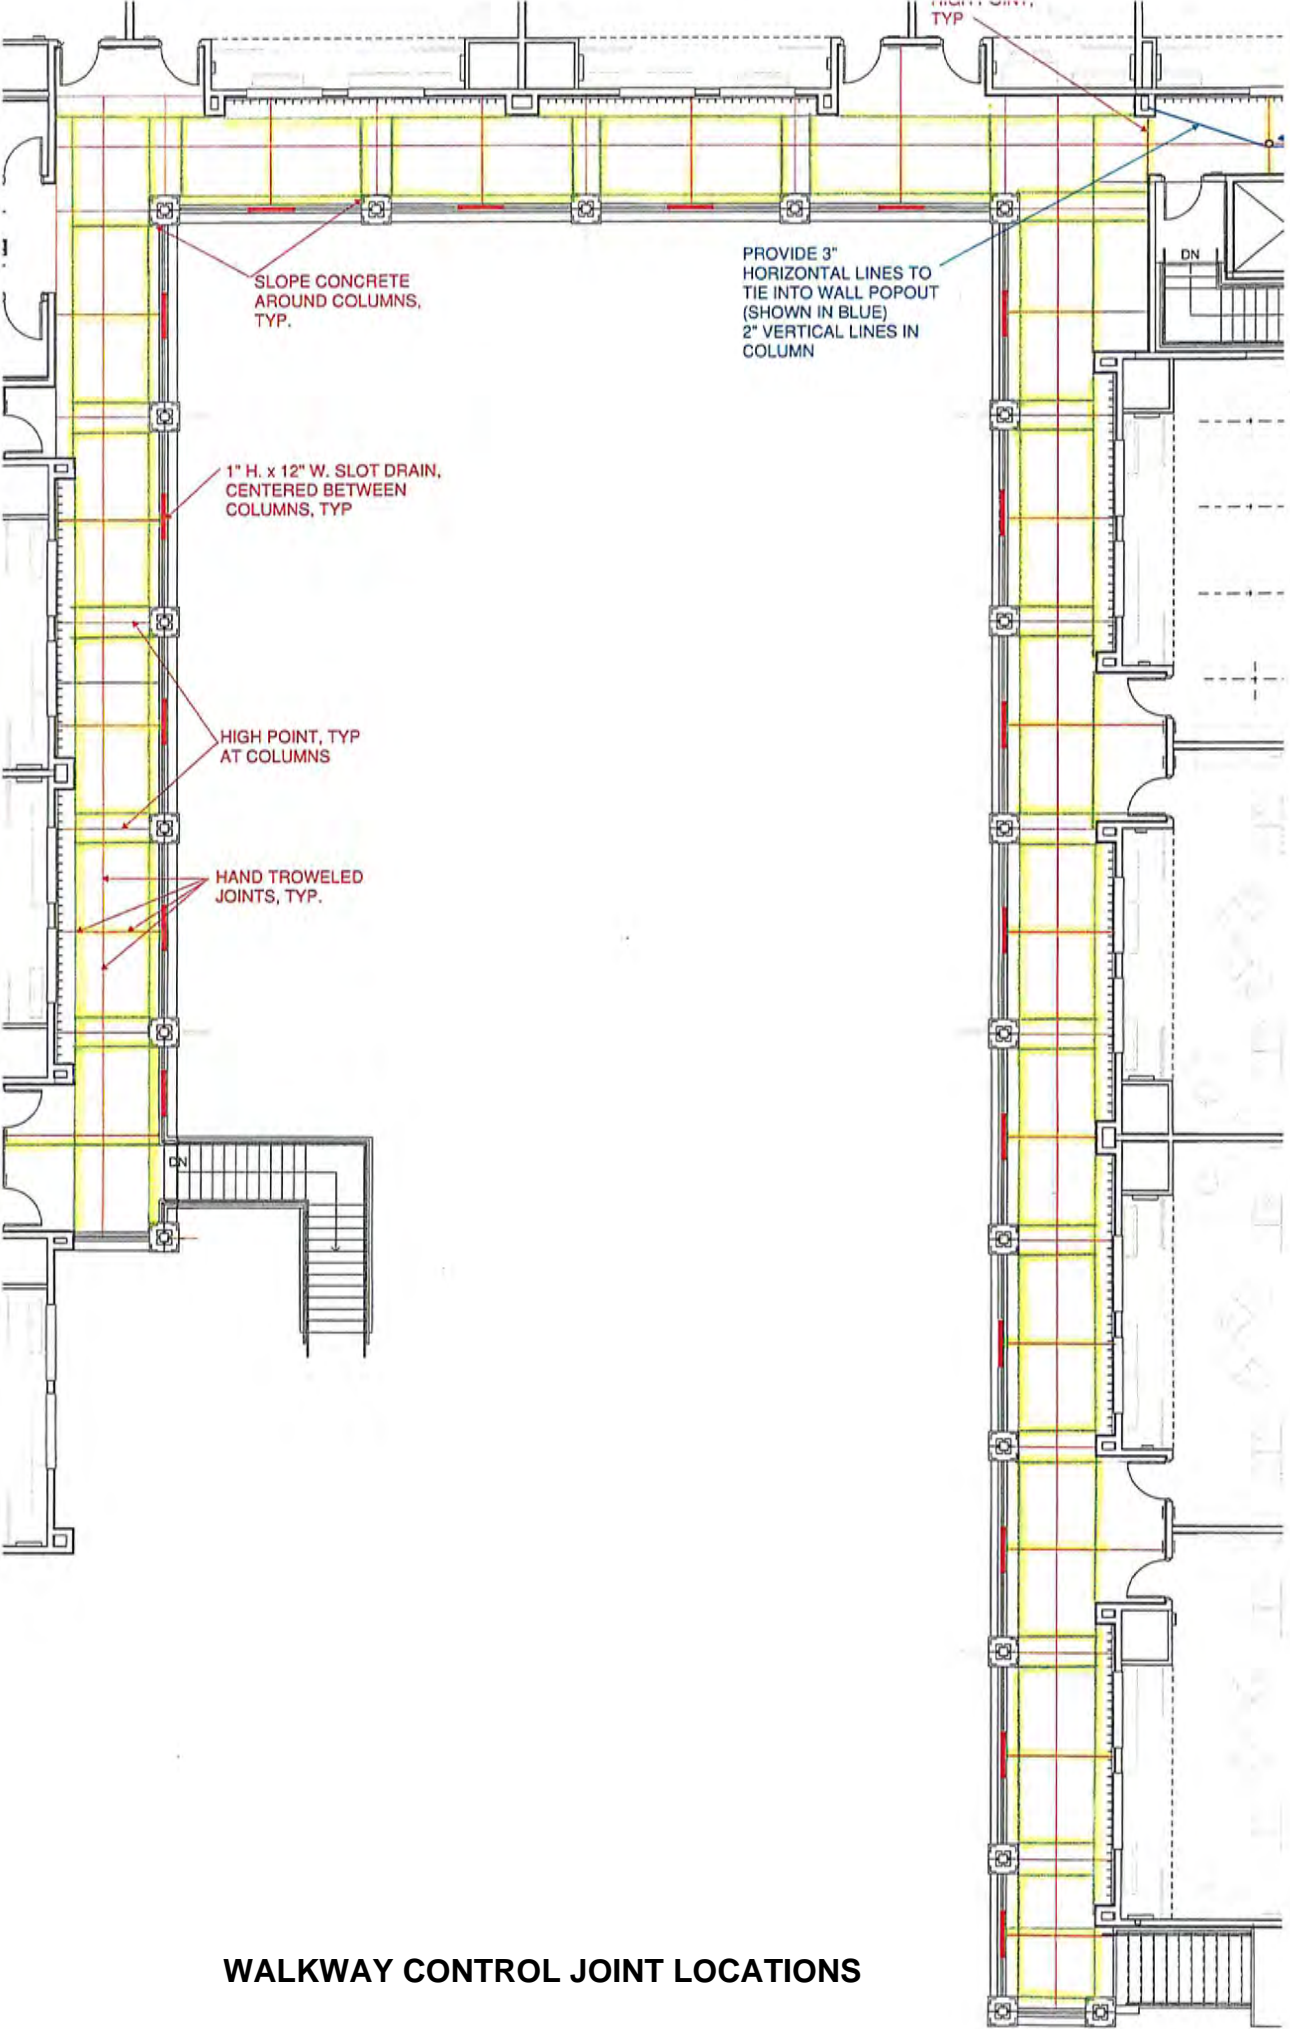 HIGH POINT,
TYP
PROVIDE 3"
HORIZONTAL LINES TO
TIE INTO WALL POPOUT
(SHOWN IN BLUE)
2" VERTICAL LINES IN
COLUMN
DN
SLOPE CONCRETE
AROUND COLUMNS,
TYP.
1" H. x 12" W. SLOT DRAIN,
CENTERED BETWEEN
COLUMNS, TYP
HIGH POINT, TYP
AT COLUMNS
HAND TROWELED
JOINTS, TYP.
DN
WALKWAY CONTROL JOINT LOCATIONS